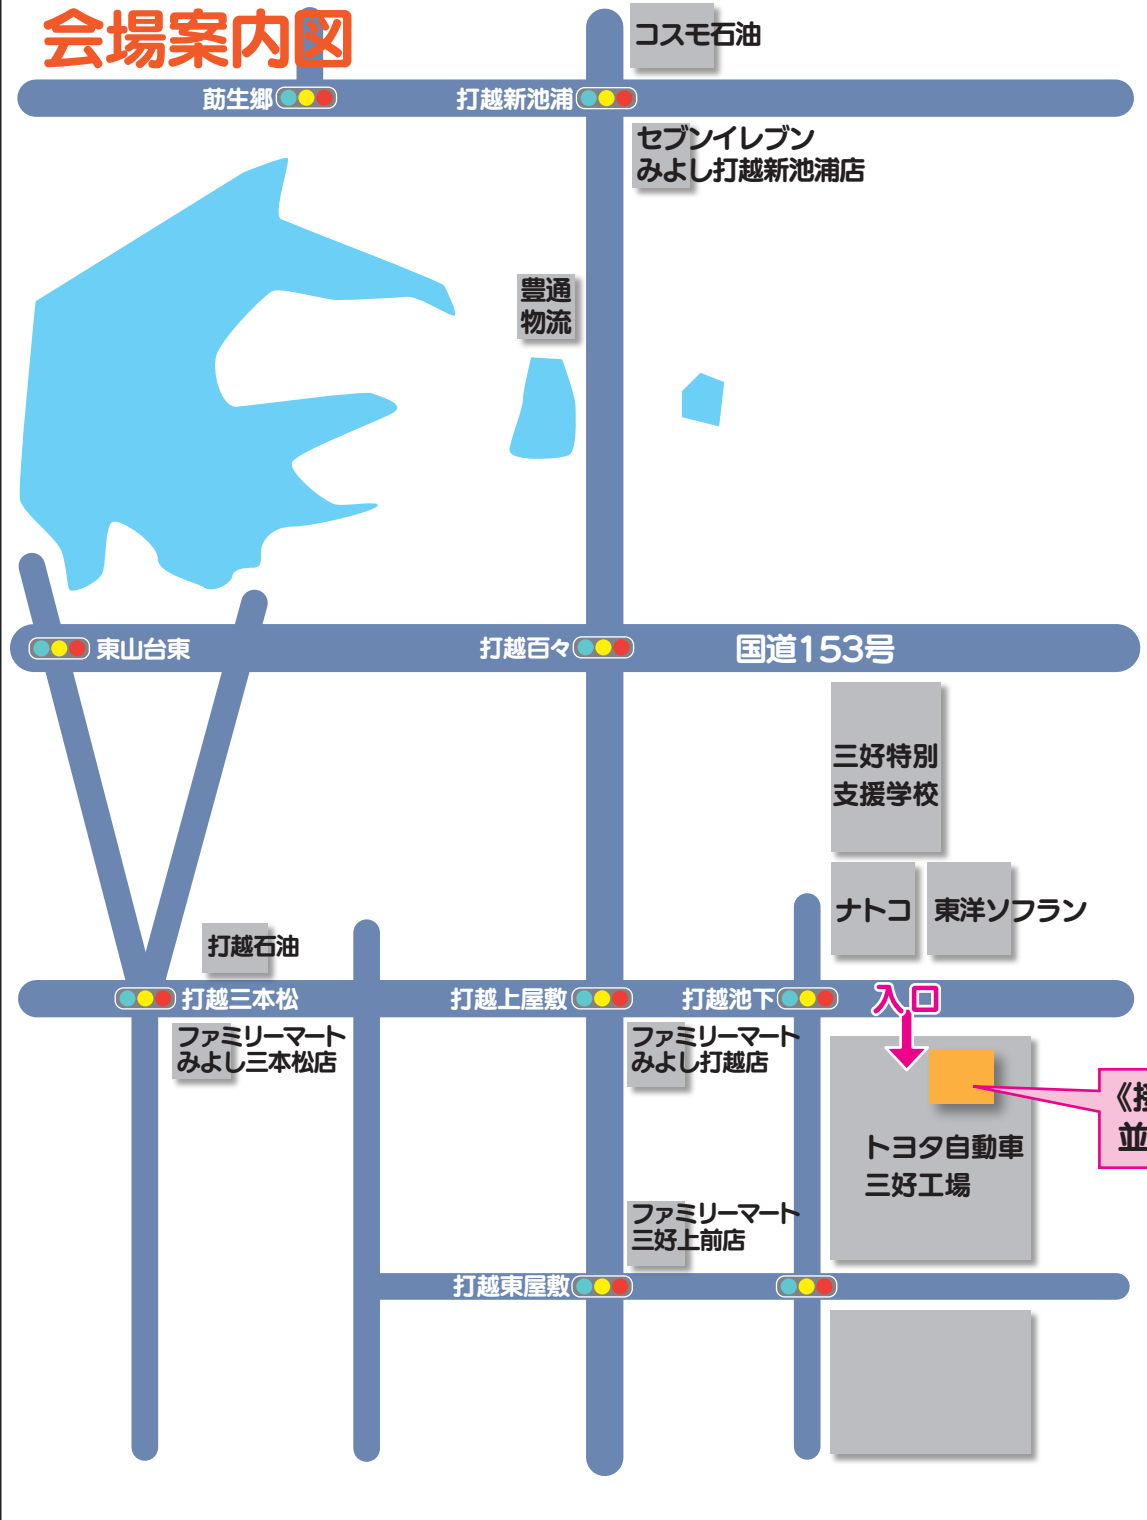 会場案内図
コスモ石油
莇生郷
打越新池浦
セブンイレブン
みよし打越新池浦店
豊通
物流
東山台東
打越百々
国道153号
三好特別
支援学校
ナトコ
東洋ソフラン
打越石油
打越三本松
打越上屋敷
打越池下
入口
ファミリーマート
みよし三本松店
ファミリーマート
みよし打越店
《接
並
トヨタ自動車
三好工場
ファミリーマート
三好上前店
打越東屋敷